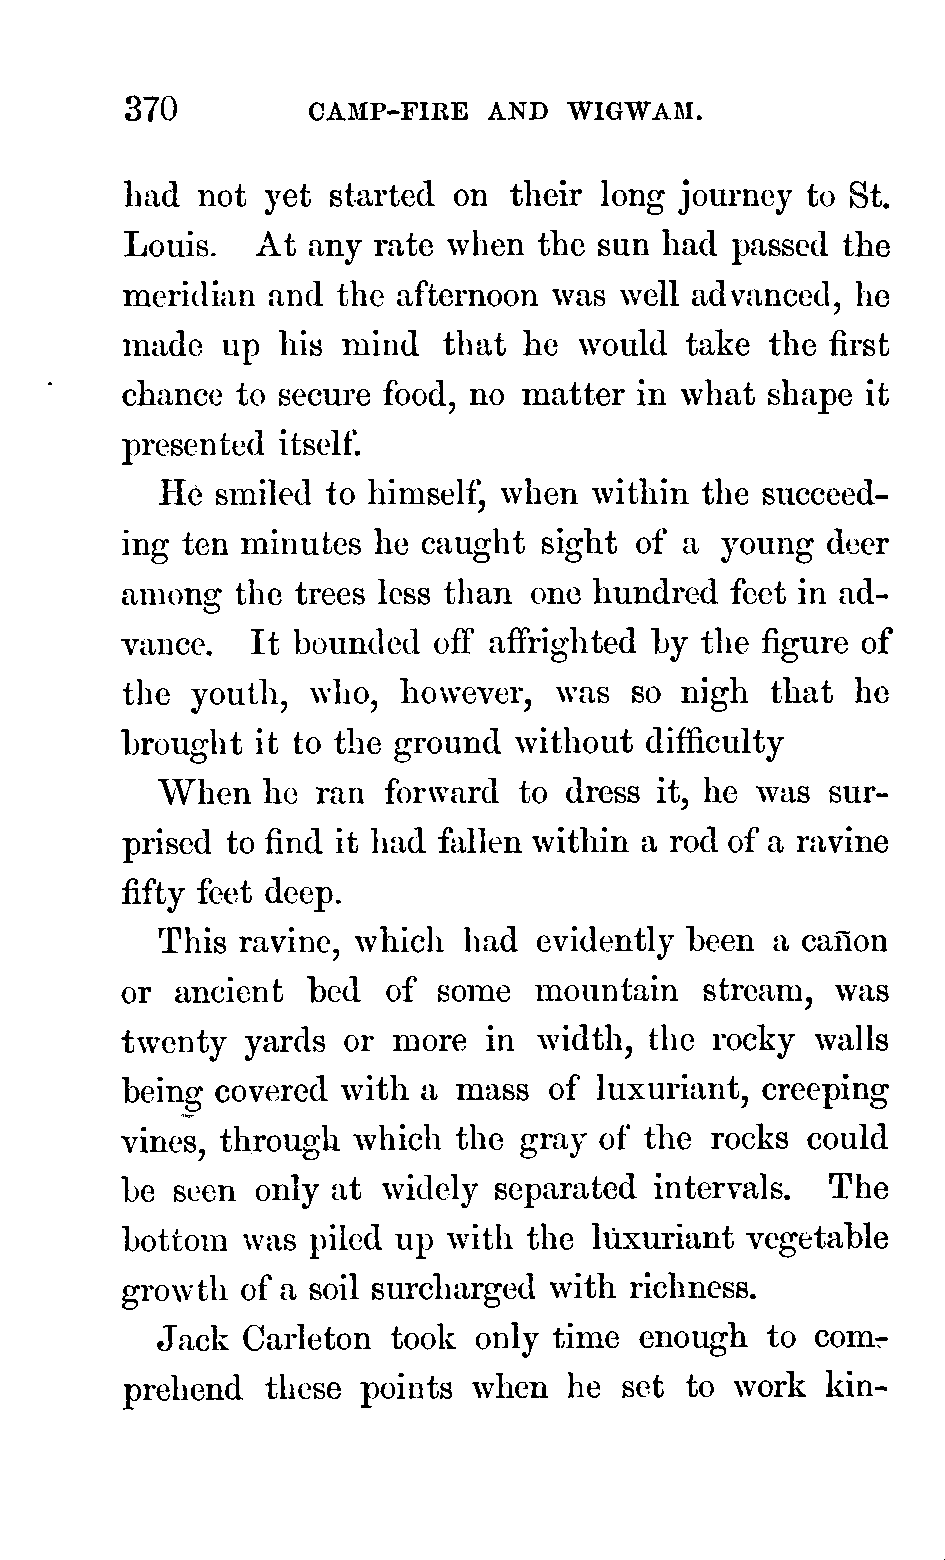 370 CAMP-FIRE AND WIGWAM.
had not yet started on their long journey to St.
Louis. At any rate when the sun had passed the
meridian and the afternoon was well advanced, he
made up his mind that he would take the first
chance to secure food, no matter in what shape it
presented itself.
He smiled to himself, when within the succeed-
ing ten minutes he caught sight of a young deer
among the trees less than one hundred feet in ad-
vance. It bounded off affrighted by the figure of
the youth, who, however, was so nigh that he
brought it to the ground without difficulty
When he ran forward to dress it, he was sur-
prised to find it had fallen within a rod of a ravine
fifty feet deep.
This ravine, which had evidently been a cañon
or ancient bed of some mountain stream, was
twenty yards or more in width, the rocky walls
being covered with a mass of luxuriant, creeping
vines, through which the gray of the rocks could
be seen only at widely separated intervals. The
bottom was piled up with the luxuriant vegetable
growth of a soil surcharged with richness.
Jack Carleton took only time enough to com-
prehend these points when he set to work kin-